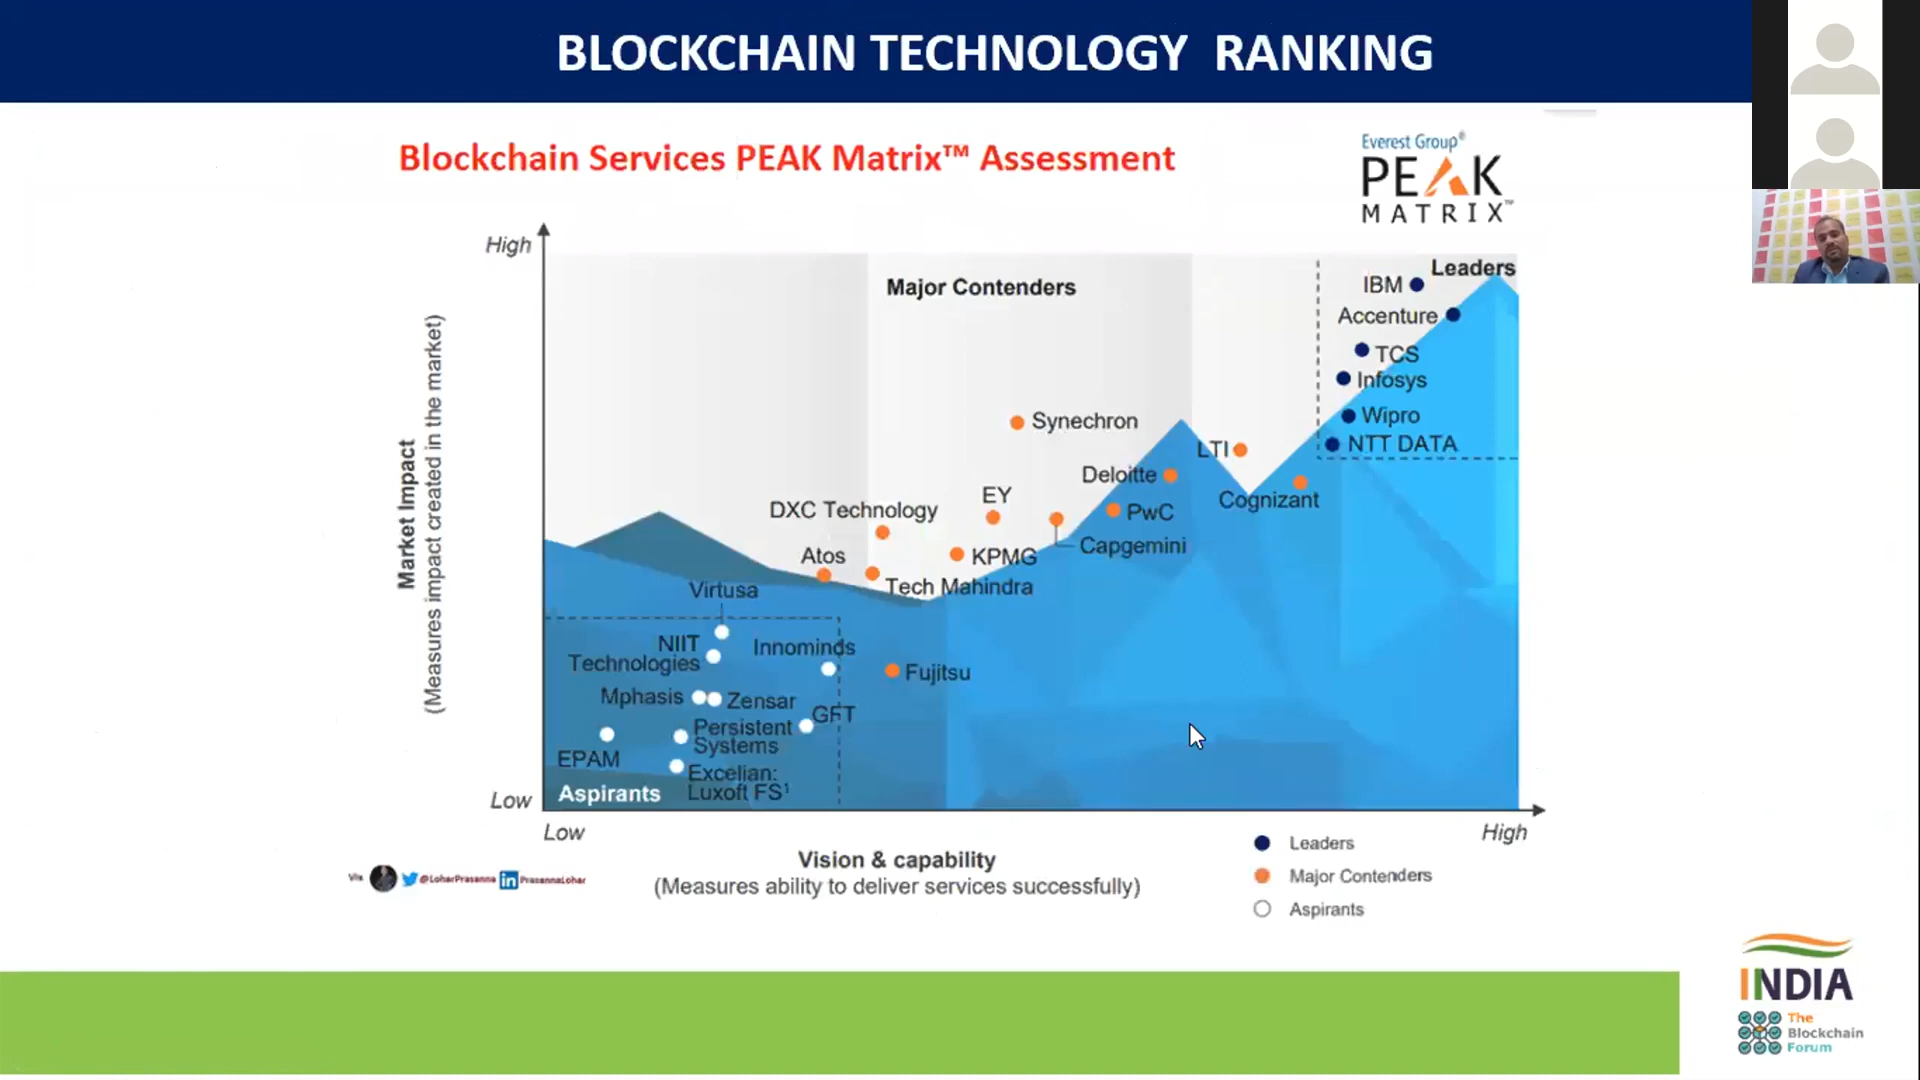 BLOCKCHAIN TECHNOLOGY RANKING
Blockchain Services PEAK Matrix™ Assessment
Everest Group®
PEAK
MATRIX™
High
Major Contenders
Leaders
IBM
Accenture
TCS
Infosys
Wipro
NTT DATA
Synechron
LTI
Deloitte
Cognizant
EY
DXC Technology
PwC
Capgemini
Atos
KPMG
Tech Mahindra
Virtusa
NIIT
Technologies
Innominds
Fujitsu
Mphasis
Zensar
GFT
Persistent
Systems
EPAM
Excelian:
Luxoft FS¹
Aspirants
Market Impact
(Measures impact created in the market)
Low
Low
High
Vision & capability
(Measures ability to deliver services successfully)
Leaders
Major Contenders
Aspirants
Via
@LoharPrasanna
in
PrasannaLohar
INDIA
The
Blockchain
Forum